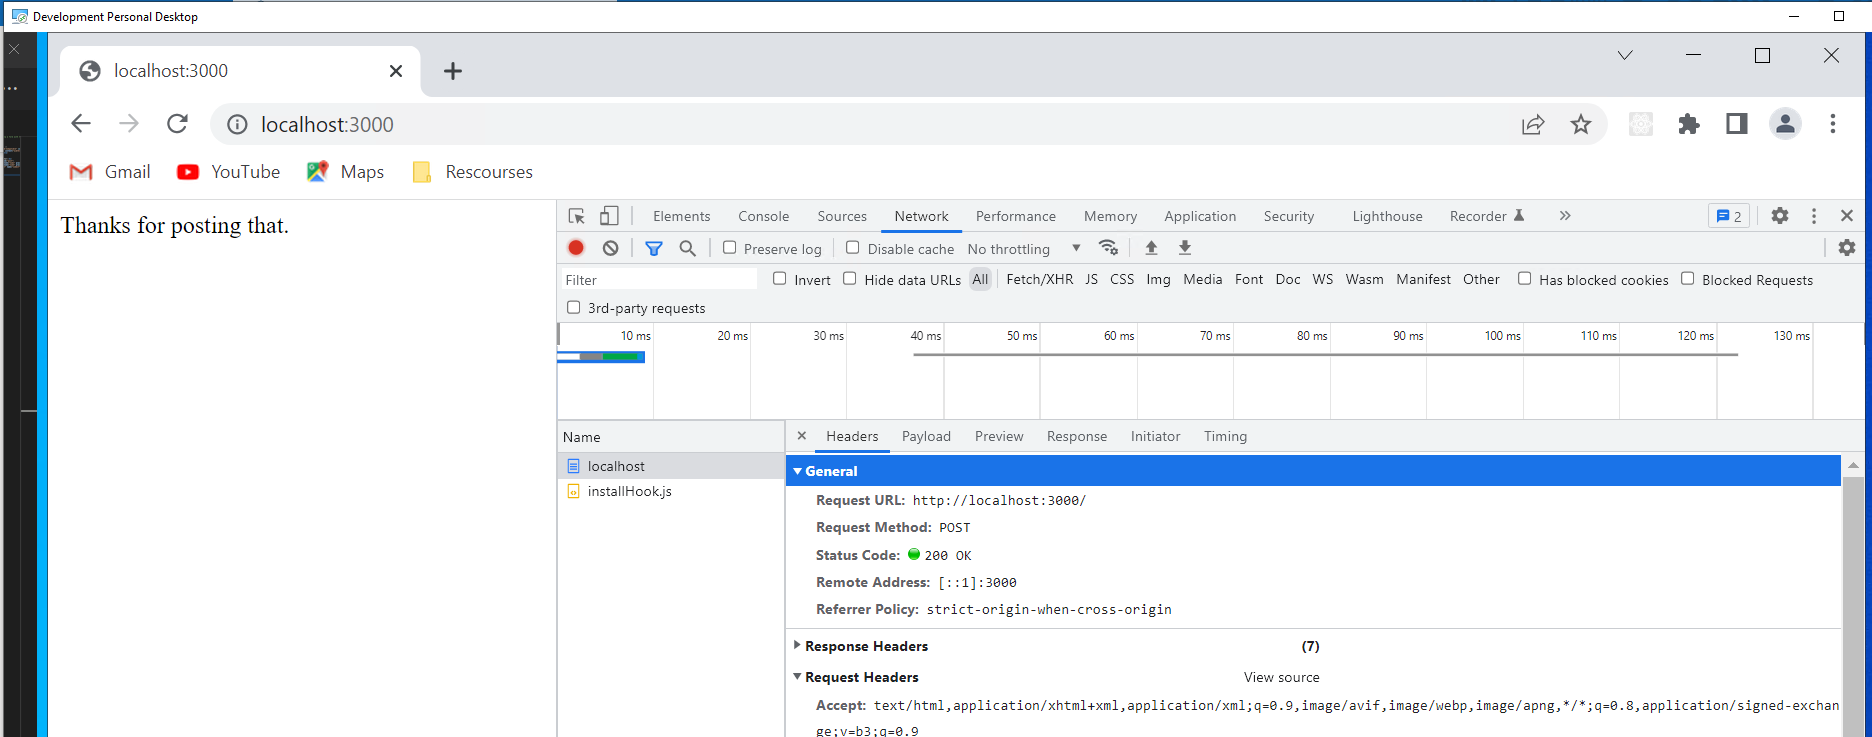 Development Personal Desktop
localhost:3000
localhost:3000
Gmail YouTube Maps Rescourses
Thanks for posting that.
Elements Console Sources Network Performance Memory Application Security Lighthouse Recorder 2
Preserve log Disable cache No throttling
Filter Invert Hide data URLs All Fetch/XHR JS CSS Img Media Font Doc WS Wasm Manifest Other Has blocked cookies Blocked Requests
3rd-party requests
10 ms 20 ms 30 ms 40 ms 50 ms 60 ms 70 ms 80 ms 90 ms 100 ms 110 ms 120 ms 130 ms
Name
localhost
installHook.js
Headers Payload Preview Response Initiator Timing
General
Request URL: http://localhost:3000/
Request Method: POST
Status Code: 200 OK
Remote Address: [::1]:3000
Referrer Policy: strict-origin-when-cross-origin
Response Headers (7)
Request Headers View source
Accept: text/html,application/xhtml+xml,application/xml;q=0.9,image/avif,image/webp,image/apng,*/*;q=0.8,application/signed-exchan
ge;v=b3;q=0.9